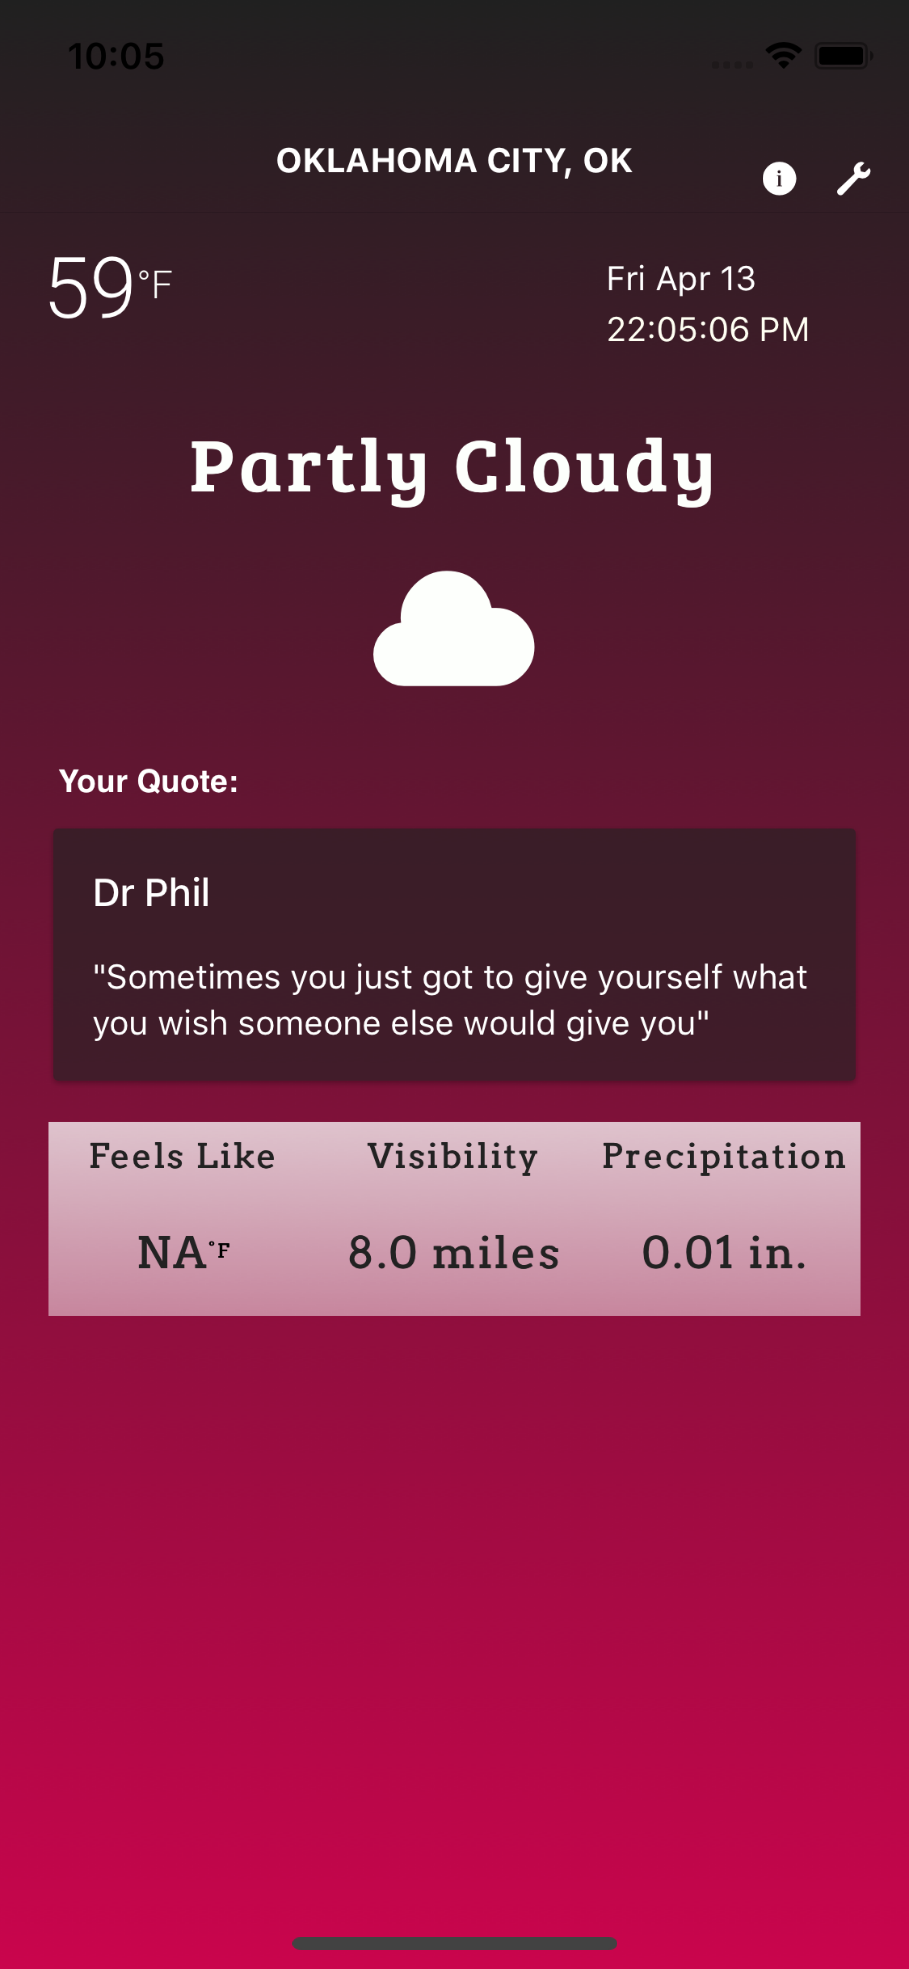 10:05
OKLAHOMA CITY, OK
59°F
Fri Apr 13
22:05:06 PM
Partly Cloudy
Your Quote:
Dr Phil
"Sometimes you just got to give yourself what
you wish someone else would give you"
Feels Like Visibility Precipitation
NA°F 8.0 miles 0.01 in.